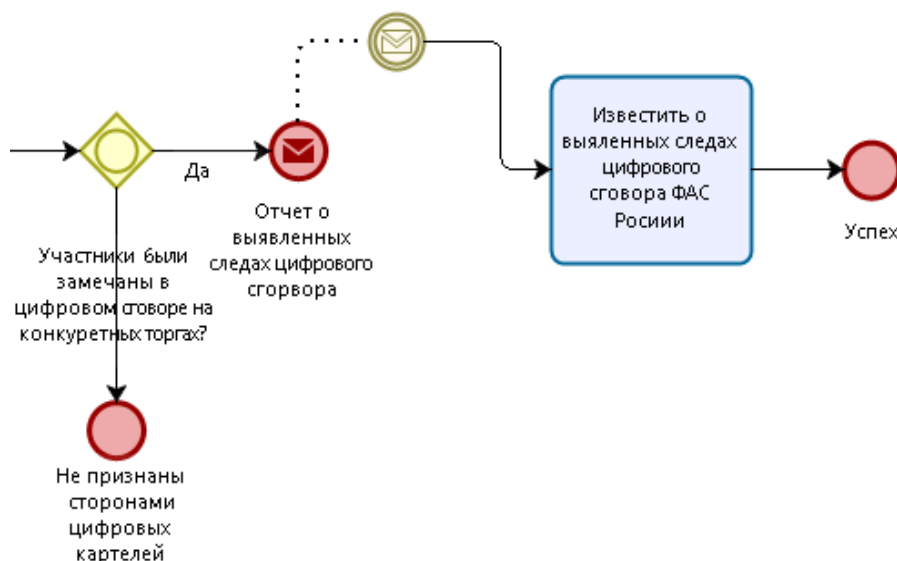 Да
Участники были
замечаны в
цифровом сговоре на
конкуретных торгах?
Отчет о
выявленных
следах цифрового
сгорвора
Известить о
выяленных следах
цифрового
сговора ФАС
Росиии
Успех
Не признаны
сторонами
цифровых
картелей